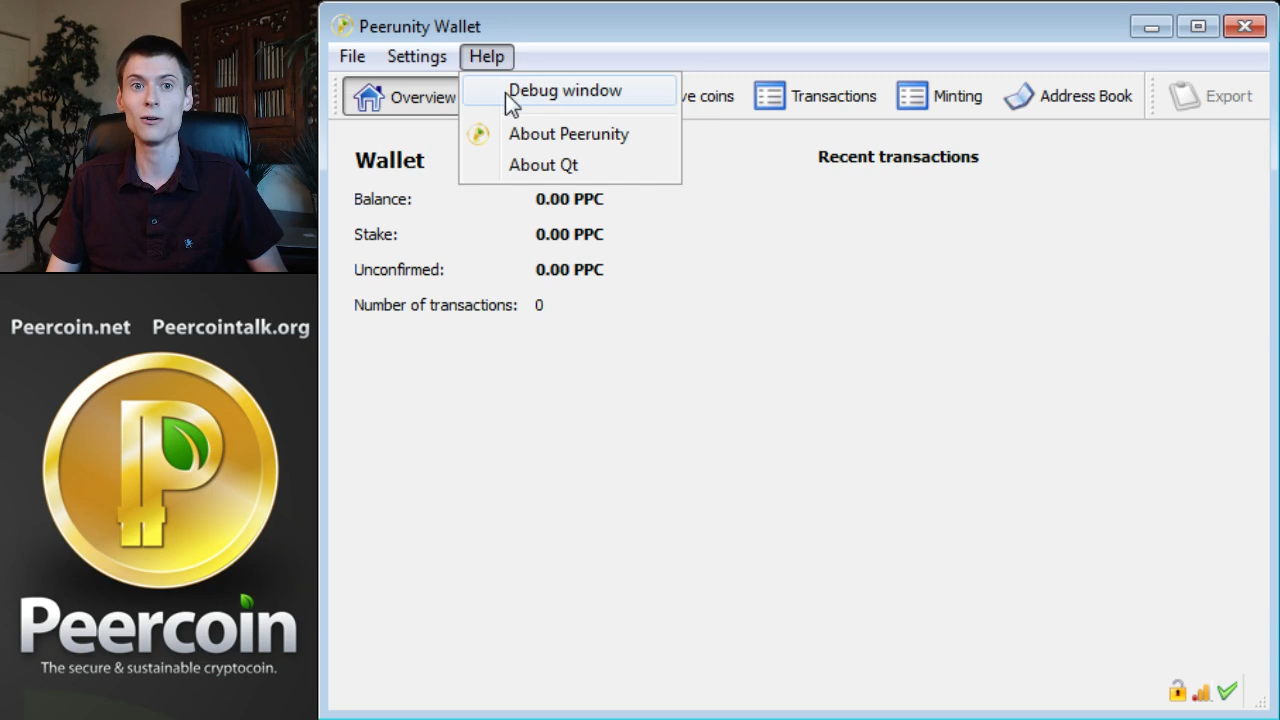 Peerunity Wallet
File Settings Help
Overview ve coins Transactions Minting Address Book Export
Debug window
About Peerunity
About Qt
Wallet
Recent transactions
Balance: 0.00 PPC
Stake: 0.00 PPC
Unconfirmed: 0.00 PPC
Number of transactions: 0
Peercoin.net Peercointalk.org
Peercoin
The secure & sustainable cryptocoin.